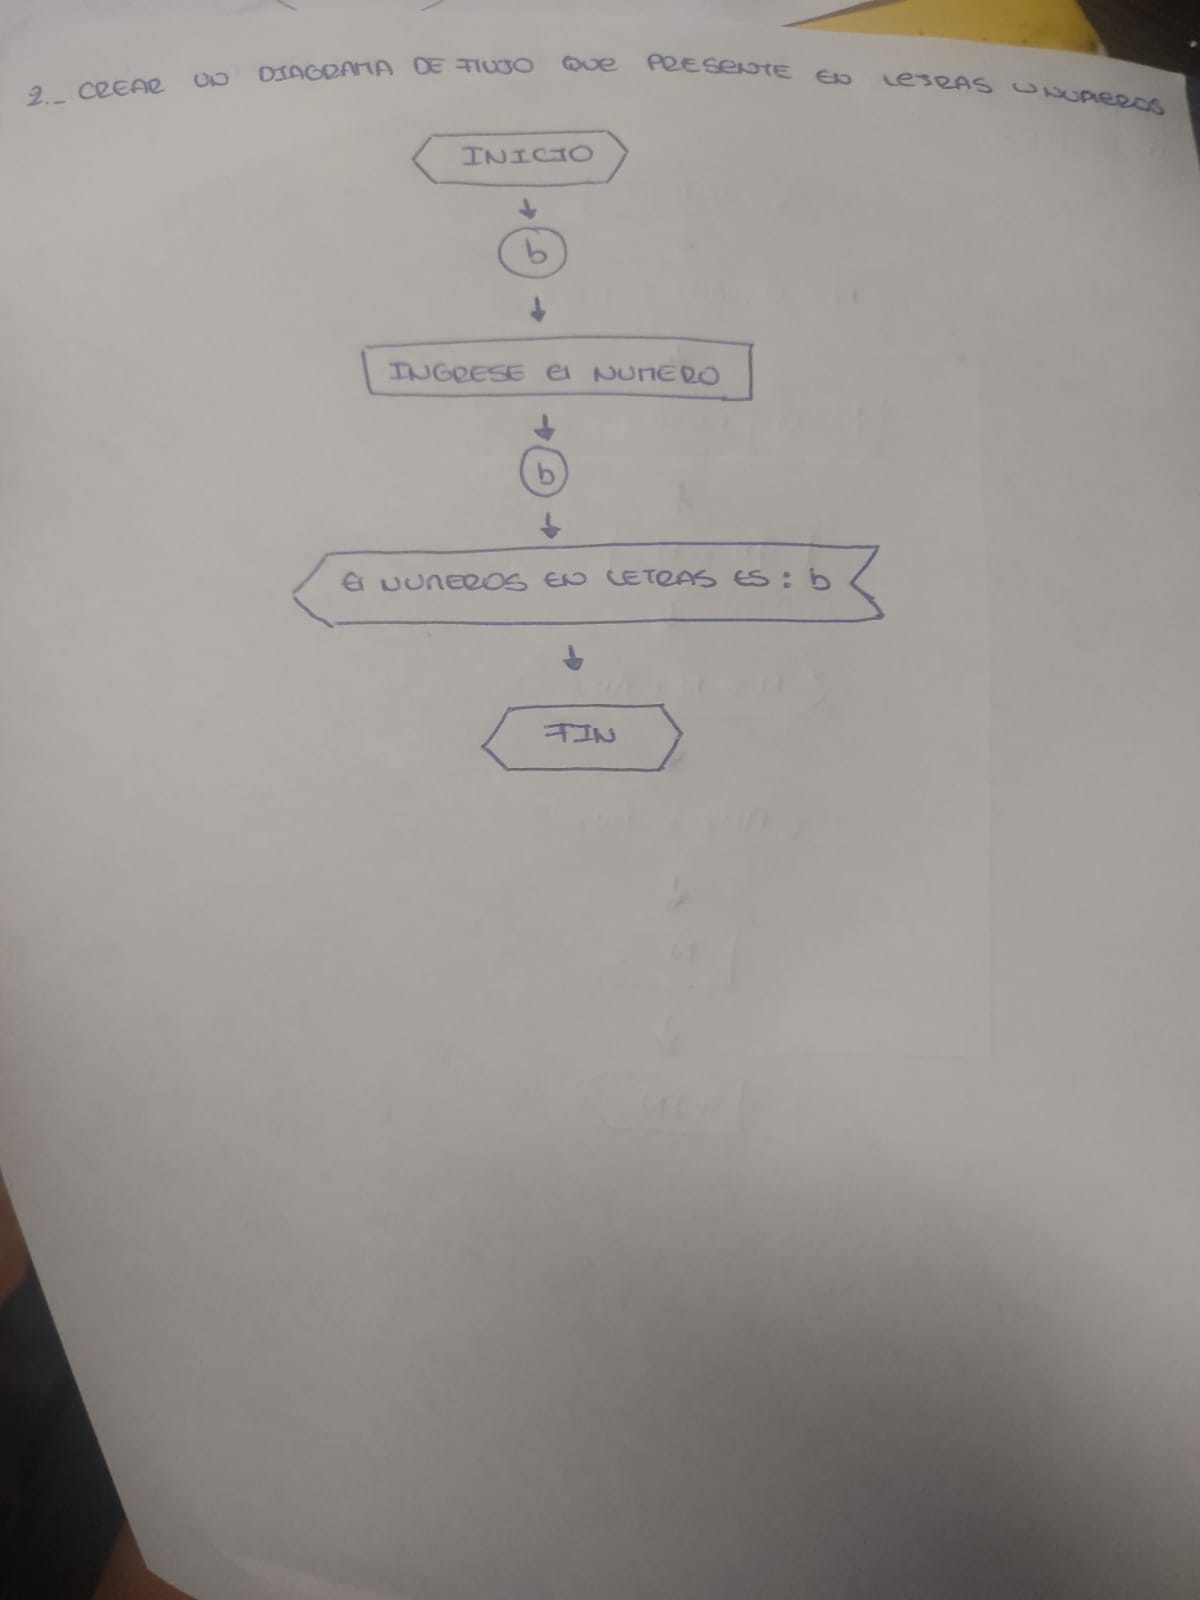 2._ CREAR UN DIAGRAMA DE FLUJO QUE PRESENTE EN LETRAS UNUMEROS
INICIO
b
INGRESE El NUMERO
b
El NUMEROS EN LETRAS ES : b
FIN